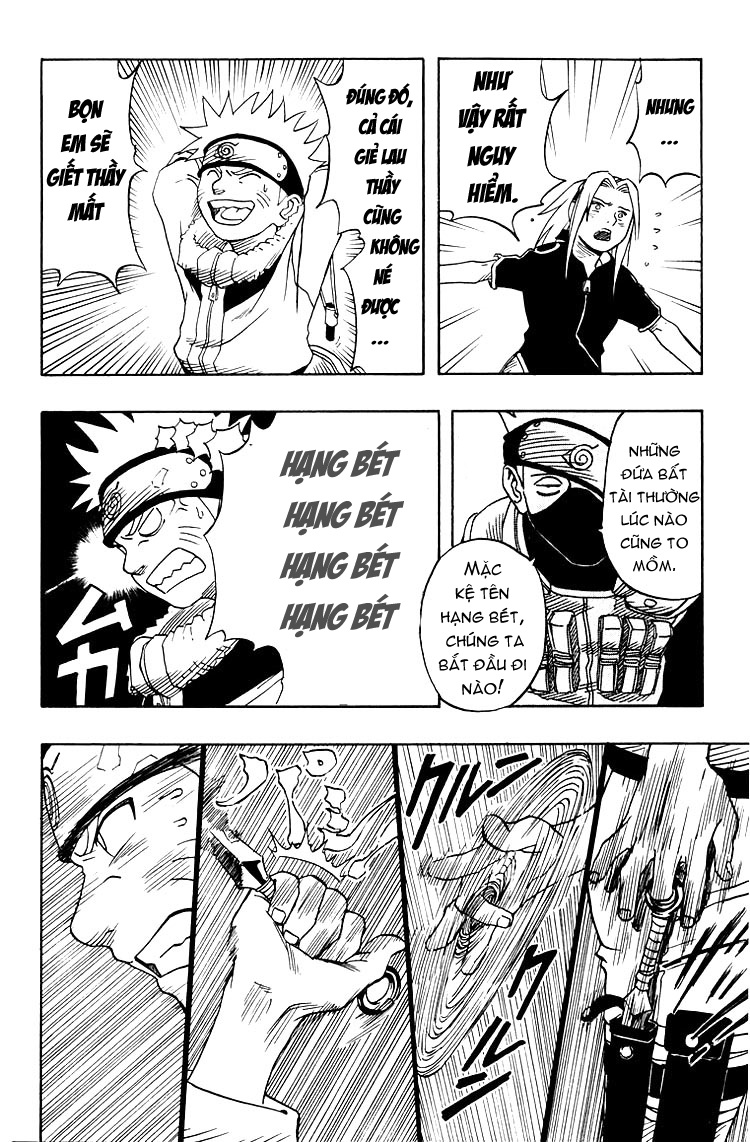 NHƯNG
...
NHƯ
VẬY RẤT
NGUY
HIỂM.
ĐÚNG ĐÓ,
CẢ CÁI
GIẺ LAU
THẦY
CŨNG
KHÔNG
NÉ
ĐƯỢC
...
BỌN
EM SẼ
GIẾT THẦY
MẤT
NHỮNG
ĐỨA BẤT
TÀI THƯỜNG
LÚC NÀO
CŨNG TO
MỒM.
MẶC
KỆ TÊN
HẠNG BÉT,
CHÚNG TA
BẮT ĐẦU ĐI
NÀO!
HẠNG BÉT
HẠNG BÉT
HẠNG BÉT
HẠNG BÉT
ムカ
クルン
クルン